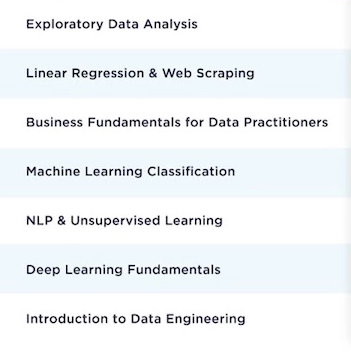 Exploratory Data Analysis
Linear Regression & Web Scraping
Business Fundamentals for Data Practitioners
Machine Learning Classification
NLP & Unsupervised Learning
Deep Learning Fundamentals
Introduction to Data Engineering